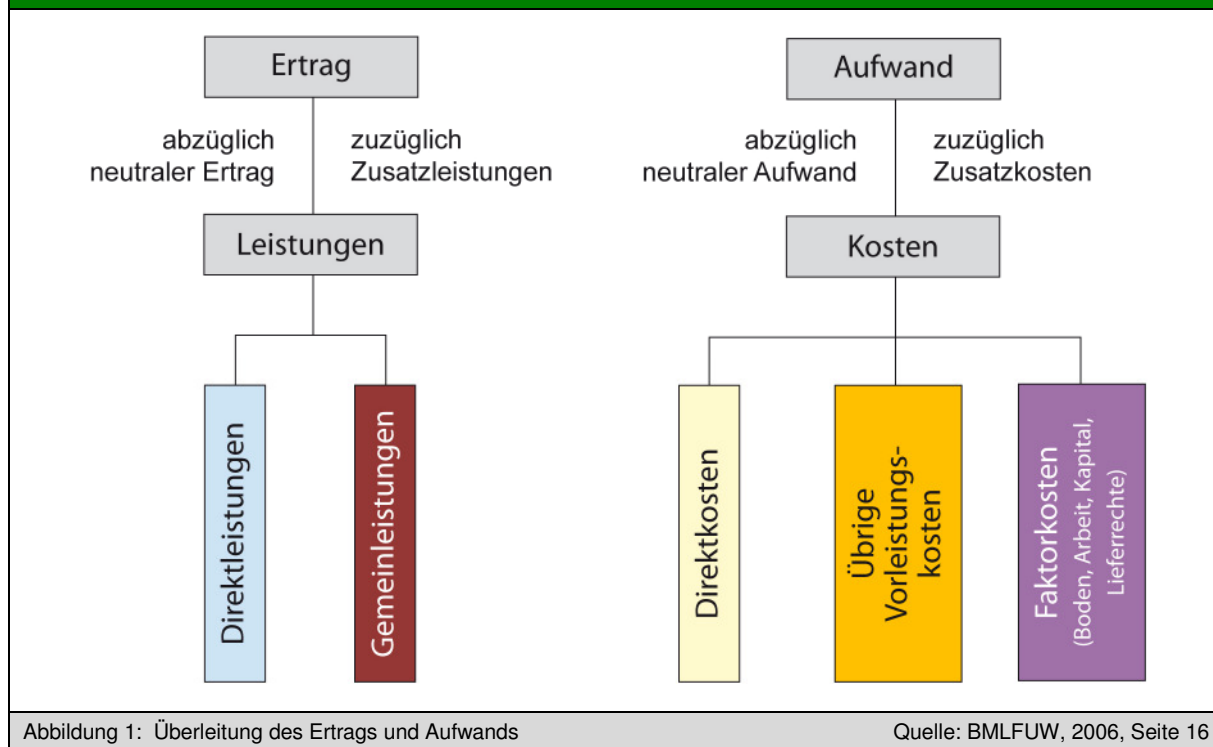 Ertrag
abzüglich
neutraler Ertrag
zuzüglich
Zusatzleistungen
Leistungen
Direktleistungen
Gemeinleistungen
Aufwand
abzüglich
neutraler Aufwand
zuzüglich
Zusatzkosten
Kosten
Direktkosten
Übrige
Vorleistungs-
kosten
Faktorkosten
(Boden, Arbeit, Kapital,
Lieferrechte)
Abbildung 1: Überleitung des Ertrags und Aufwands
Quelle: BMLFUW, 2006, Seite 16